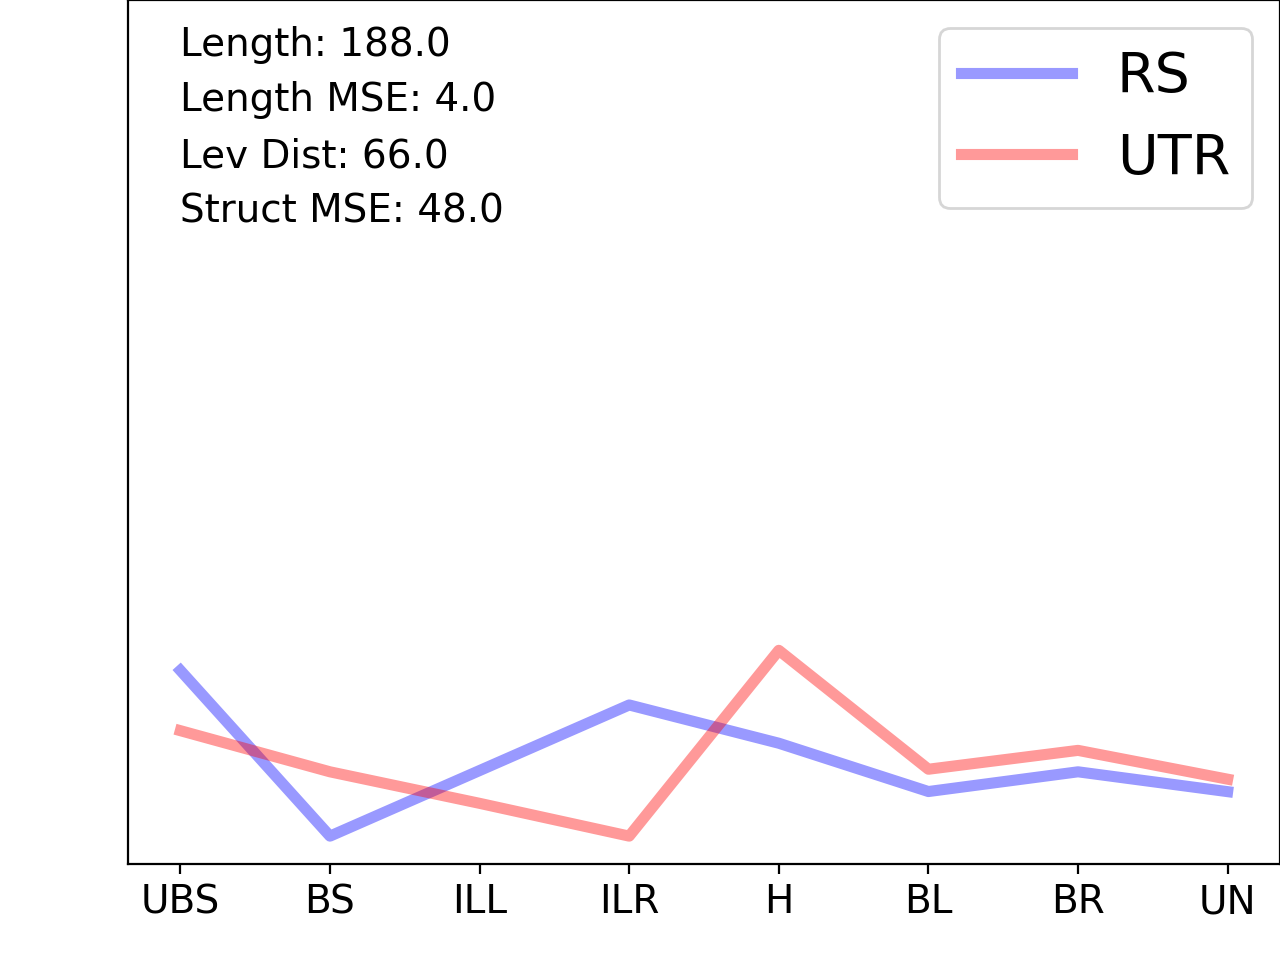 Length: 188.0
Length MSE: 4.0
Lev Dist: 66.0
Struct MSE: 48.0
RS
UTR
UBS BS ILL ILR H BL BR UN